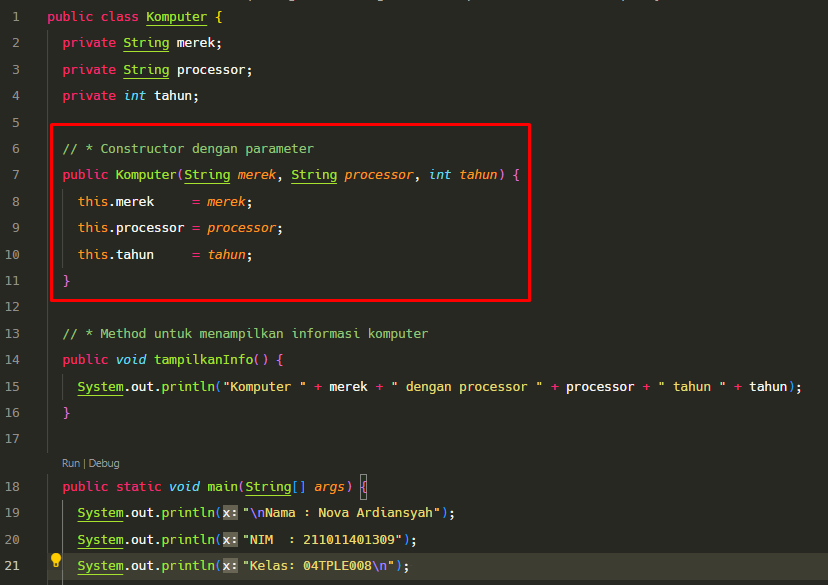 1 public class Komputer {
2 private String merek;
3 private String processor;
4 private int tahun;
5
6 // * Constructor dengan parameter
7 public Komputer(String merek, String processor, int tahun) {
8 this.merek     = merek;
9 this.processor = processor;
10 this.tahun     = tahun;
11 }
12
13 // * Method untuk menampilkan informasi komputer
14 public void tampilkanInfo() {
15 System.out.println("Komputer " + merek + " dengan processor " + processor + " tahun " + tahun);
16 }
17
Run | Debug
18 public static void main(String[] args) {
19 System.out.println(x: "\nNama : Nova Ardiansyah");
20 System.out.println(x: "NIM  : 211011401309");
21 System.out.println(x: "Kelas: 04TPLE008\n");